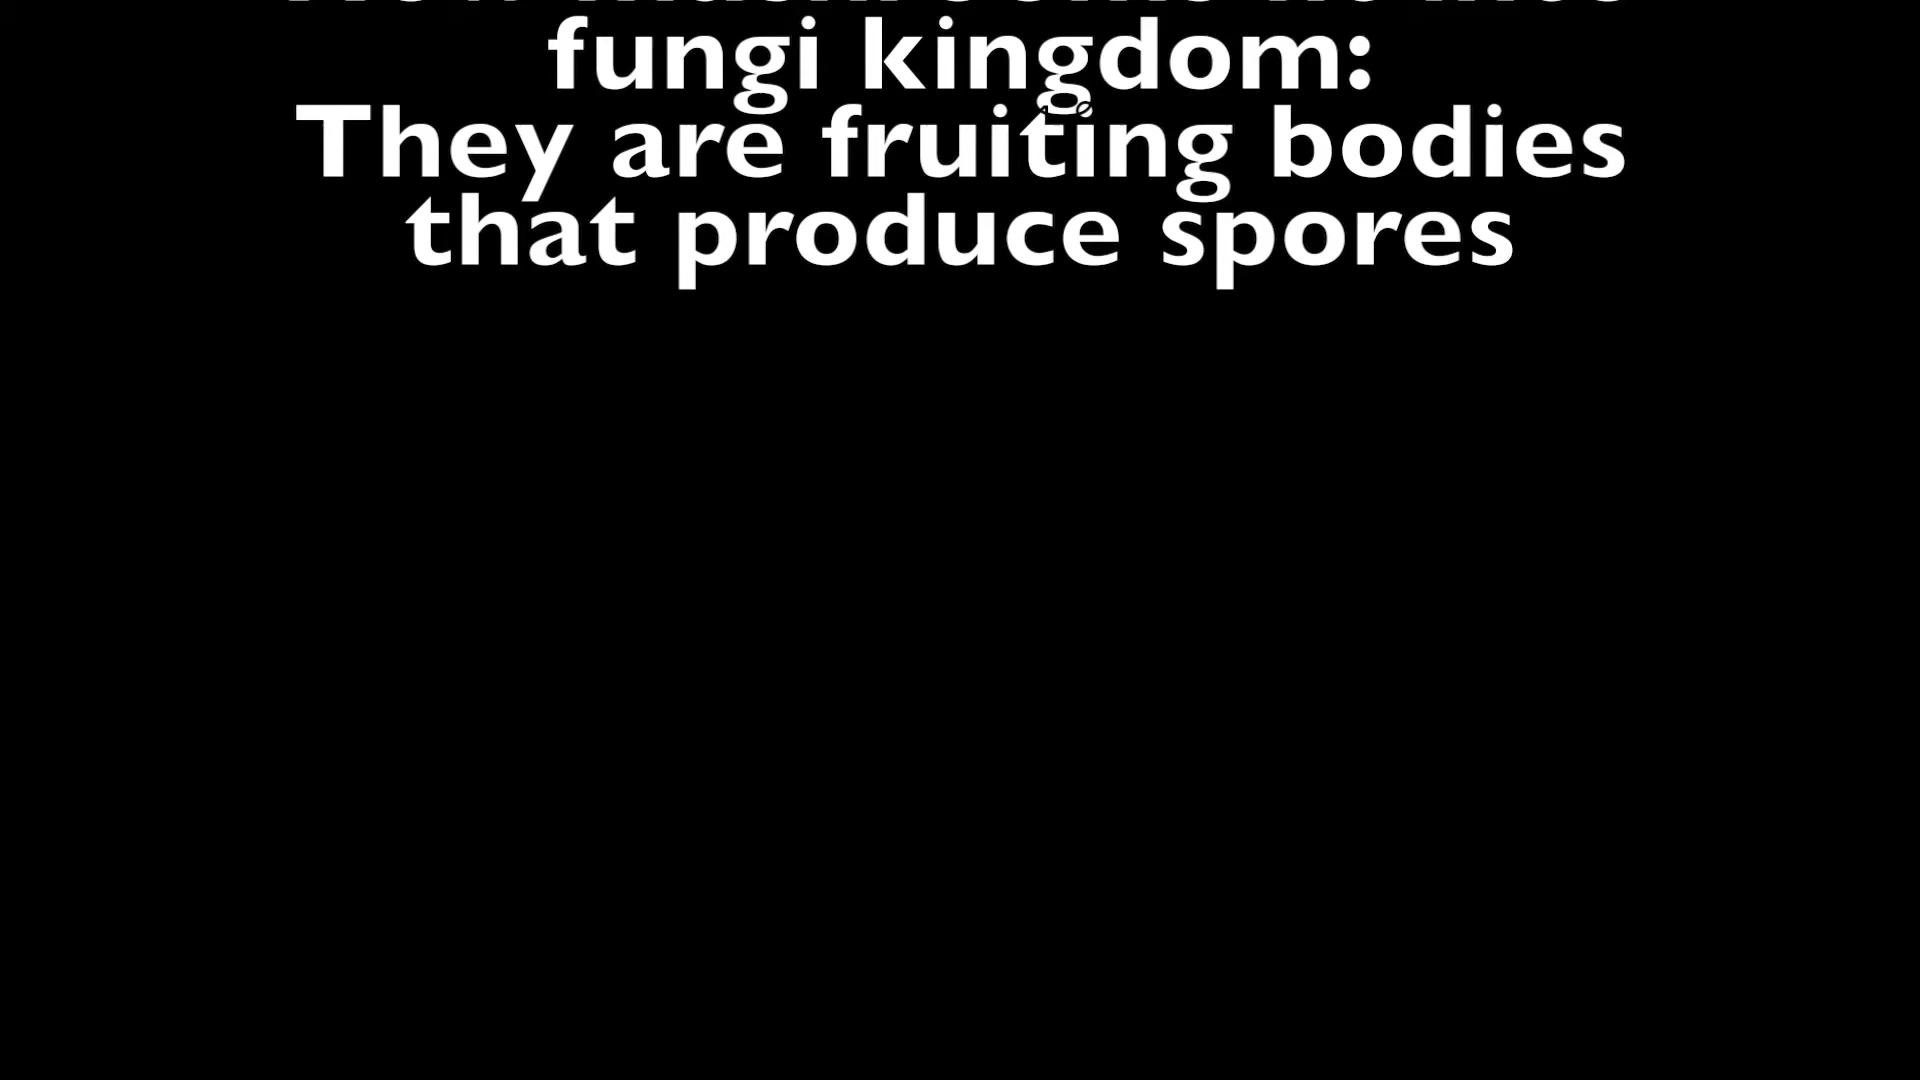 fungi kingdom:
They are fruiting bodies
that produce spores